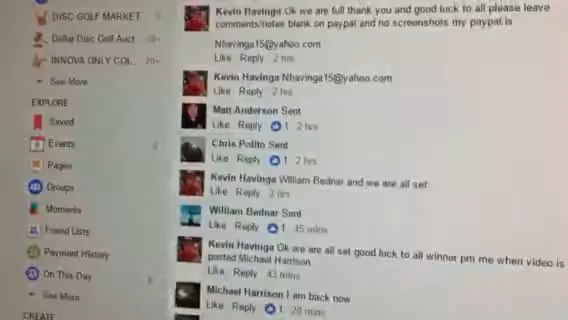 DISC GOLF MARKET
Dollar Disc Golf Auct... 18+
INNOVA ONLY COL... 20+
See More
EXPLORE
Saved
Events 2
Pages
Groups
Moments
Friend Lists
Payment History
On This Day
See More
CREATE
Kevin Havinga Ok we are full thank you and good luck to all please leave
comments/notes blank on paypal and no screenshots my paypal is
Nhavinga15@yahoo.com
Like Reply 2 hrs
Kevin Havinga Nhavinga15@yahoo.com
Like Reply 2 hrs
Matt Anderson Sent
Like Reply 1 2 hrs
Chris Polito Sent
Like Reply 1 2 hrs
Kevin Havinga William Bednar and we are all set
Like Reply 2 hrs
William Bednar Sent
Like Reply 1 45 mins
Kevin Havinga Ok we are all set good luck to all winner pm me when video is
posted Michael Harrison
Like Reply 43 mins
Michael Harrison I am back now
Like Reply 1 28 mins